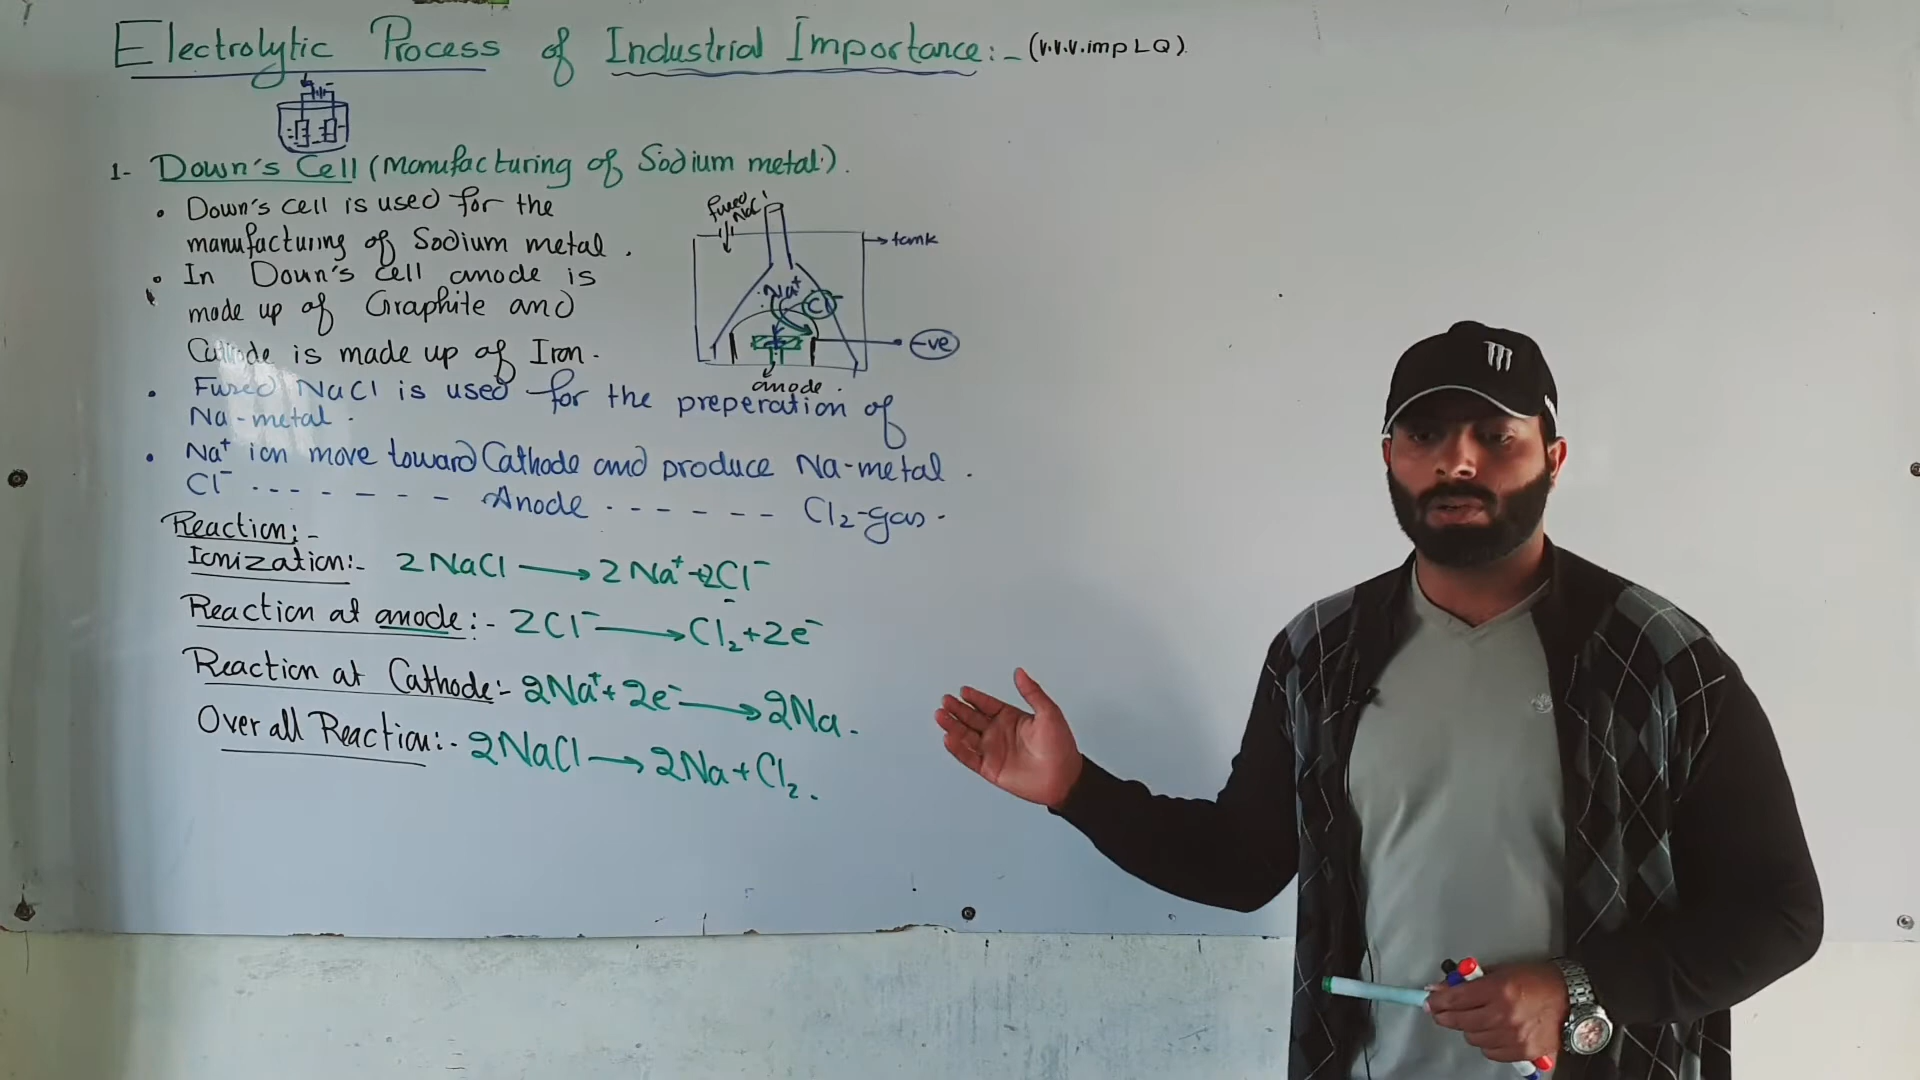 Electrolytic Process of Industrial Importance:- (v.v.v.imp LQ).
1- Down's Cell (Manufacturing of Sodium metal).
• Down's cell is used for the
manufacturing of Sodium metal.
• In Down's cell anode is
made up of Graphite and
Cathode is made up of Iron.
• Fused NaCl is used for the preperation of
Na-metal.
• Na⁺ ion move toward Cathode and produce Na-metal.
Cl⁻ - - - - - - - Anode - - - - - - Cl₂-gas.
fused
NaCl
→ tank
Na⁺
Cl⁻
-ve
anode.
Reaction:-
Ionization:- 2NaCl → 2Na⁺+2Cl⁻
Reaction at anode:- 2Cl⁻ → Cl₂+2e⁻
Reaction at Cathode:- 2Na⁺+2e⁻ → 2Na.
Over all Reaction:- 2NaCl → 2Na+Cl₂.